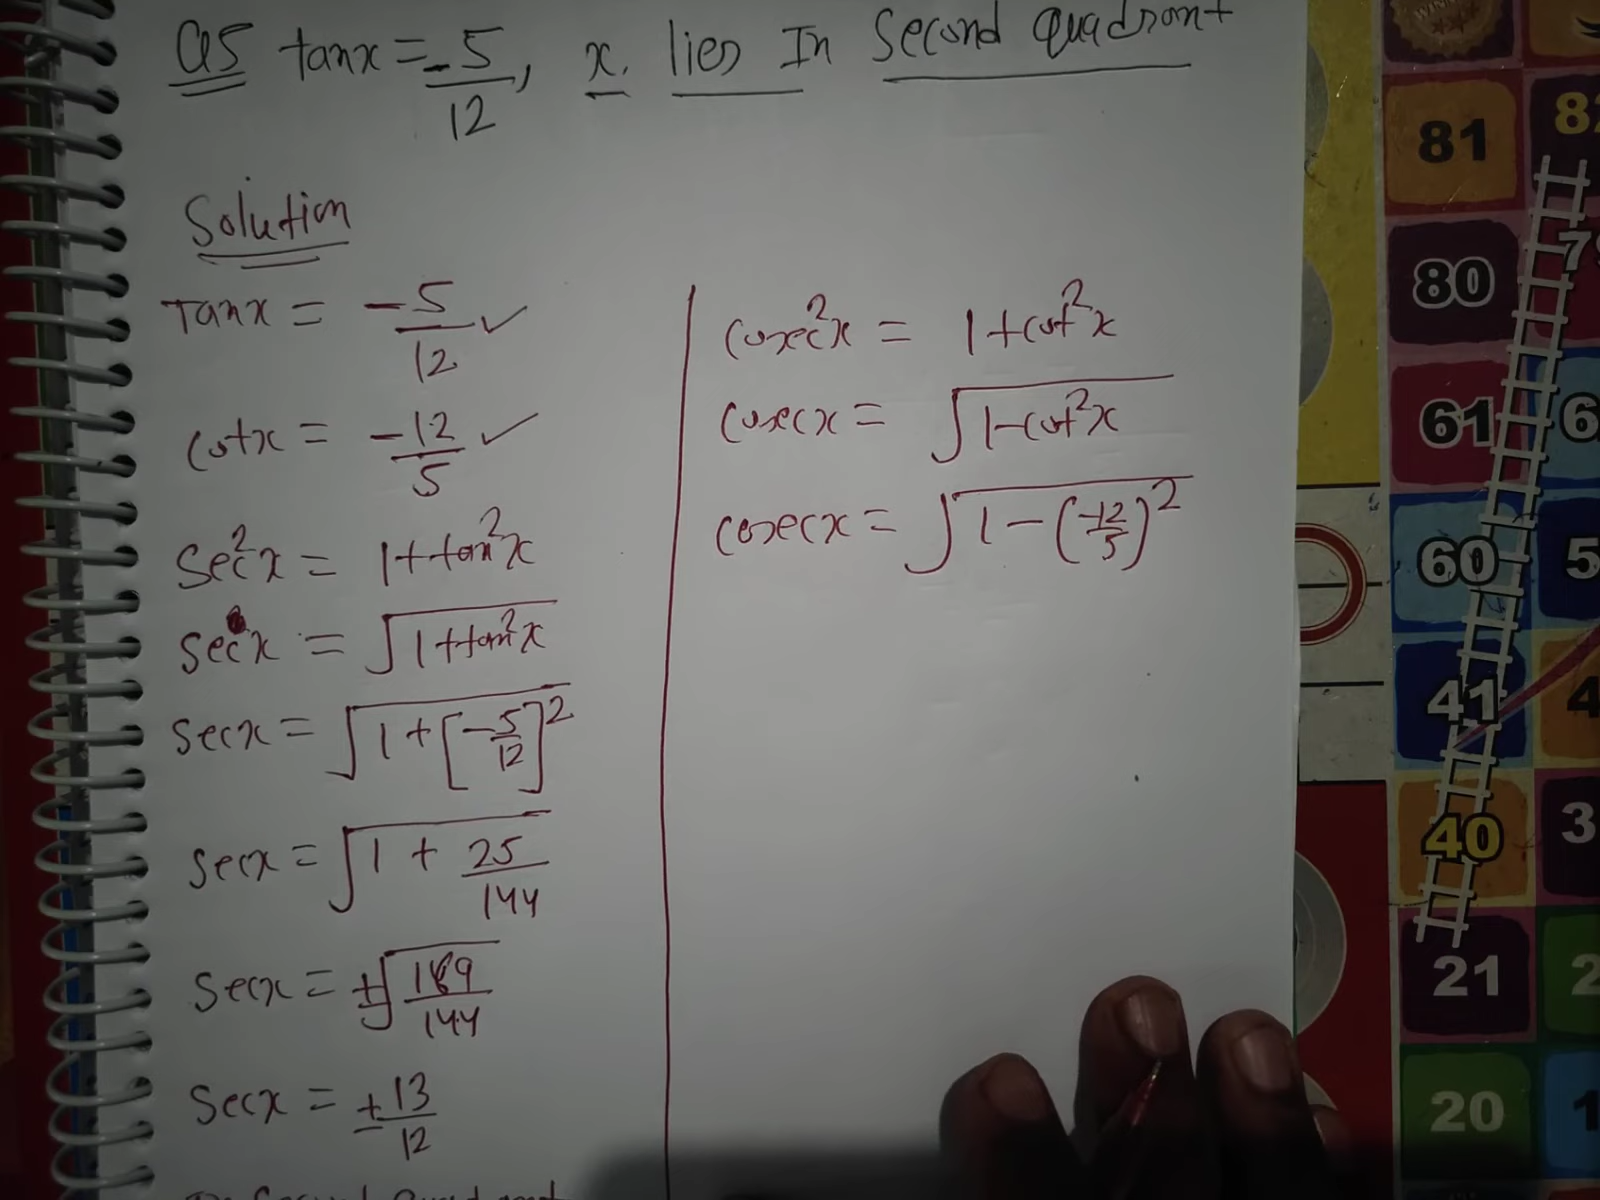 Q5 tanx = -5/12, x. lies In Second quadrant
Solution
Tanx = -5/12 ✓
cotx = -12/5 ✓
sec²x = 1+tan²x
secx = √1+tan²x
secx = √1+[-5/12]²
secx = √1 + 25/144
secx = ±√169/144
secx = ±13/12
cosec²x = 1+cot²x
cosecx = √1-cot²x
cosecx = √1-(-12/5)²
81
80
61
60
41
40
21
20